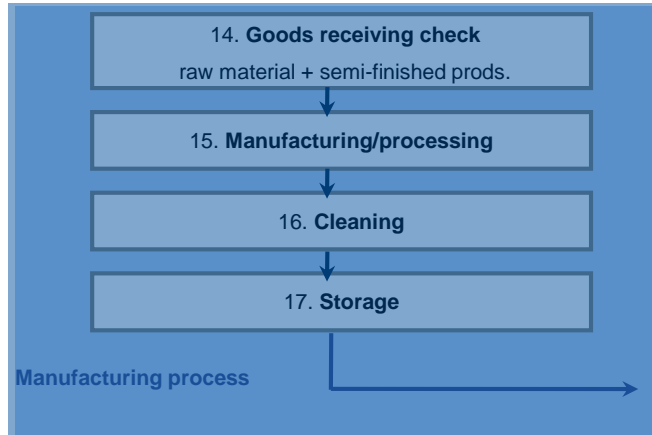 14. Goods receiving check
raw material + semi-finished prods.
15. Manufacturing/processing
16. Cleaning
17. Storage
Manufacturing process